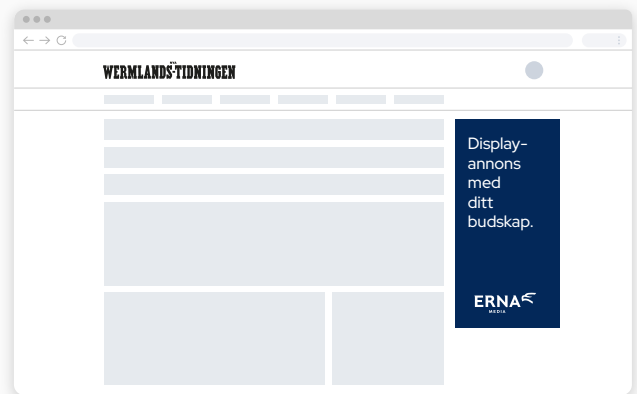 WERMLANDS-TIDNINGEN
Display-
annons
med
ditt
budskap.
ERNA
MEDIA